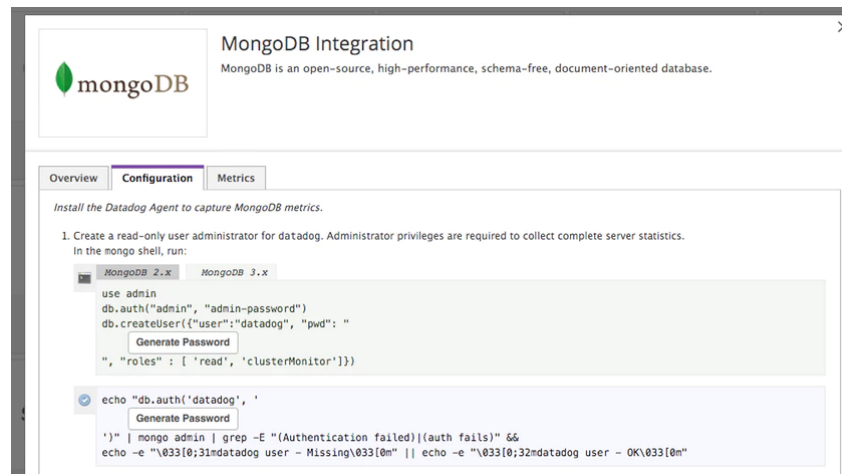 MongoDB Integration
MongoDB is an open-source, high-performance, schema-free, document-oriented database.
mongoDB
Overview Configuration Metrics
Install the Datadog Agent to capture MongoDB metrics.
1. Create a read-only user administrator for datadog. Administrator privileges are required to collect complete server statistics.
In the mongo shell, run:
MongoDB 2.x MongoDB 3.x
use admin
db.auth("admin", "admin-password")
db.createUser({"user":"datadog", "pwd": "
Generate Password
", "roles" : [ 'read', 'clusterMonitor']})
echo "db.auth('datadog', '
Generate Password
')" | mongo admin | grep -E "(Authentication failed)|(auth fails)" &&
echo -e "\033[0;31mdatadog user - Missing\033[0m" || echo -e "\033[0;32mdatadog user - OK\033[0m"